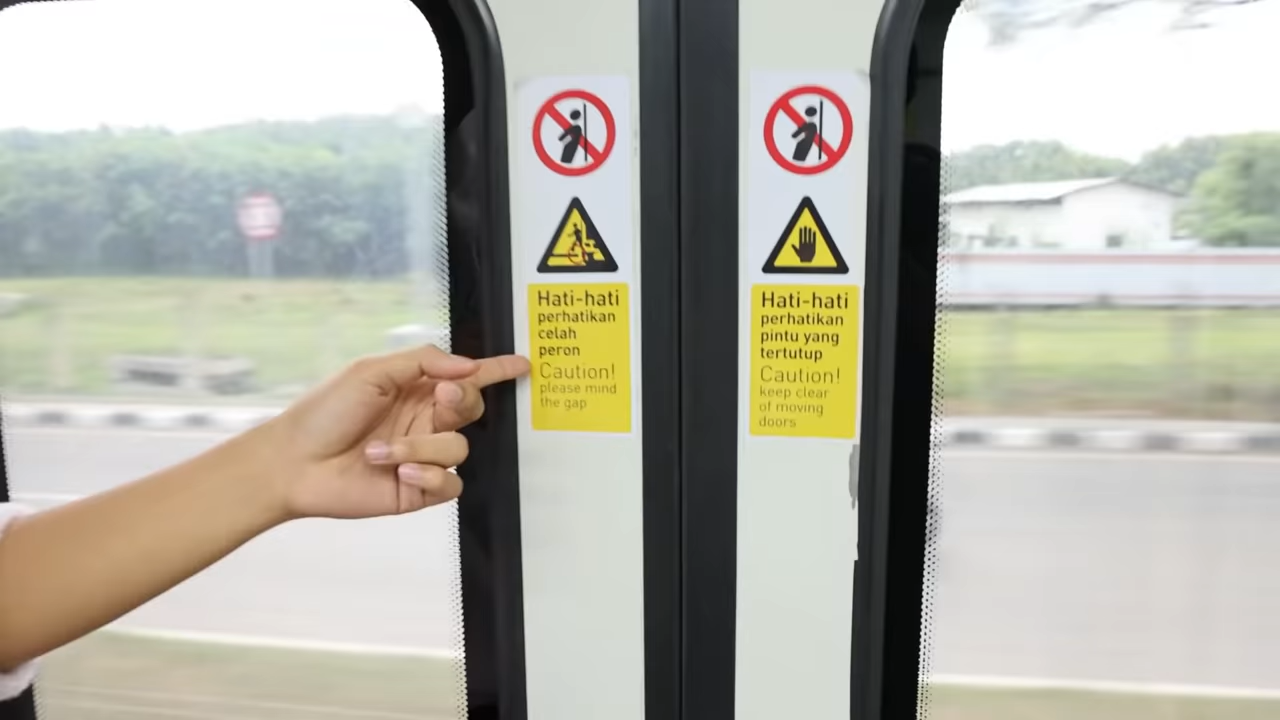 Hati-hati
perhatikan
celah
peron
Caution!
please mind
the gap
Hati-hati
perhatikan
pintu yang
tertutup
Caution!
keep clear
of moving
doors